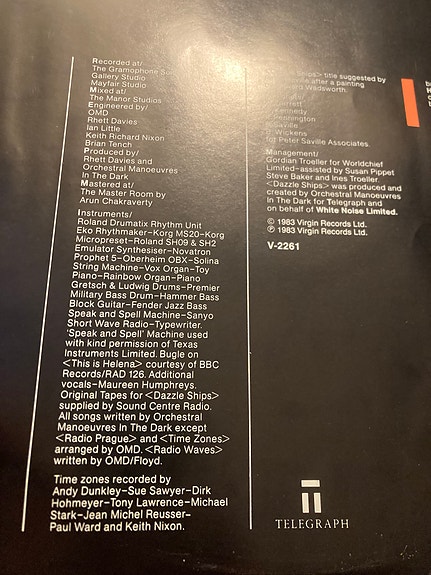 Recorded at/
The Gramophone
Gallery Studio
Mayfair Studio
Mixed at/
The Manor Studios
Engineered by/
OMD
Rhett Davies
Ian Little
Keith Richard Nixon
Brian Tench
Produced by/
Rhett Davies and
Orchestral Manoeuvres
In The Dark
Mastered at/
The Master Room by
Arun Chakraverty
Instruments/
Roland Drumatix Rhythm Unit
Eko Rhythmaker–Korg MS20–Korg
Micropreset–Roland SH09 & SH2
Emulator Synthesiser–Novatron
Prophet 5–Oberheim OBX–Solina
String Machine–Vox Organ–Toy
Piano–Rainbow Organ–Piano
Gretsch & Ludwig Drums–Premier
Military Bass Drum–Hammer Bass
Block Guitar–Fender Jazz Bass
Speak and Spell Machine–Sanyo
Short Wave Radio–Typewriter.
'Speak and Spell' Machine used
with kind permission of Texas
Instruments Limited. Bugle on
<This is Helena> courtesy of BBC
Records/RAD 126. Additional
vocals–Maureen Humphreys.
Original Tapes for <Dazzle Ships>
supplied by Sound Centre Radio.
All songs written by Orchestral
Manoeuvres In The Dark except
<Radio Prague> and <Time Zones>
arranged by OMD. <Radio Waves>
written by OMD/Floyd.
Time zones recorded by
Andy Dunkley–Sue Sawyer–Dirk
Hohmeyer–Tony Lawrence–Michael
Stark–Jean Michel Reusser–
Paul Ward and Keith Nixon.
Ships> title suggested by
after a painting
Wadsworth.
Wickens
for Peter Saville Associates
Management/
Gordian Troeller for Worldchief
Limited–assisted by Susan Pippet
Steve Baker and Ines Troeller.
<Dazzle Ships> was produced and
created by Orchestral Manoeuvres
In The Dark for Telegraph and
on behalf of White Noise Limited.
© 1983 Virgin Records Ltd.
℗ 1983 Virgin Records Ltd.
V-2261
TELEGRAPH